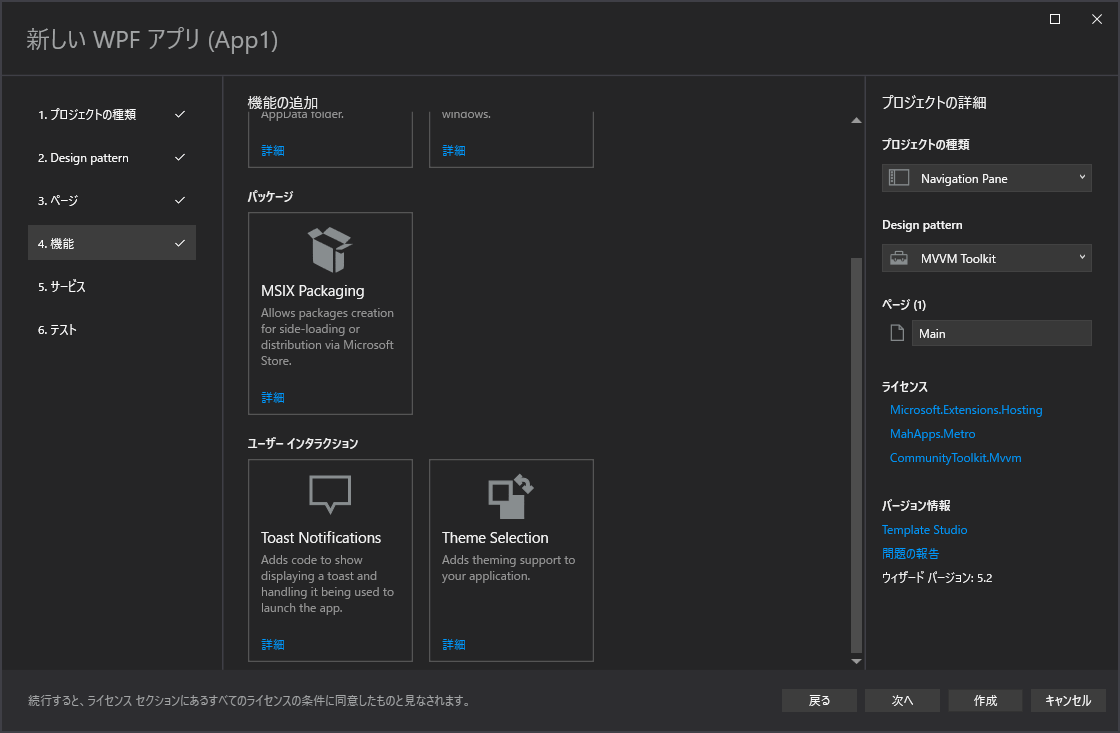 新しい WPF アプリ (App1)
1. プロジェクトの種類
2. Design pattern
3. ページ
4. 機能
5. サービス
6. テスト
機能の追加
AppData folder.
詳細
windows.
詳細
パッケージ
MSIX Packaging
Allows packages creation
for side-loading or
distribution via Microsoft
Store.
詳細
ユーザー インタラクション
Toast Notifications
Adds code to show
displaying a toast and
handling it being used to
launch the app.
詳細
Theme Selection
Adds theming support to
your application.
詳細
プロジェクトの詳細
プロジェクトの種類
Navigation Pane
Design pattern
MVVM Toolkit
ページ (1)
Main
ライセンス
Microsoft.Extensions.Hosting
MahApps.Metro
CommunityToolkit.Mvvm
バージョン情報
Template Studio
問題の報告
ウィザード バージョン: 5.2
続行すると、ライセンス セクションにあるすべてのライセンスの条件に同意したものと見なされます。
戻る
次へ
作成
キャンセル